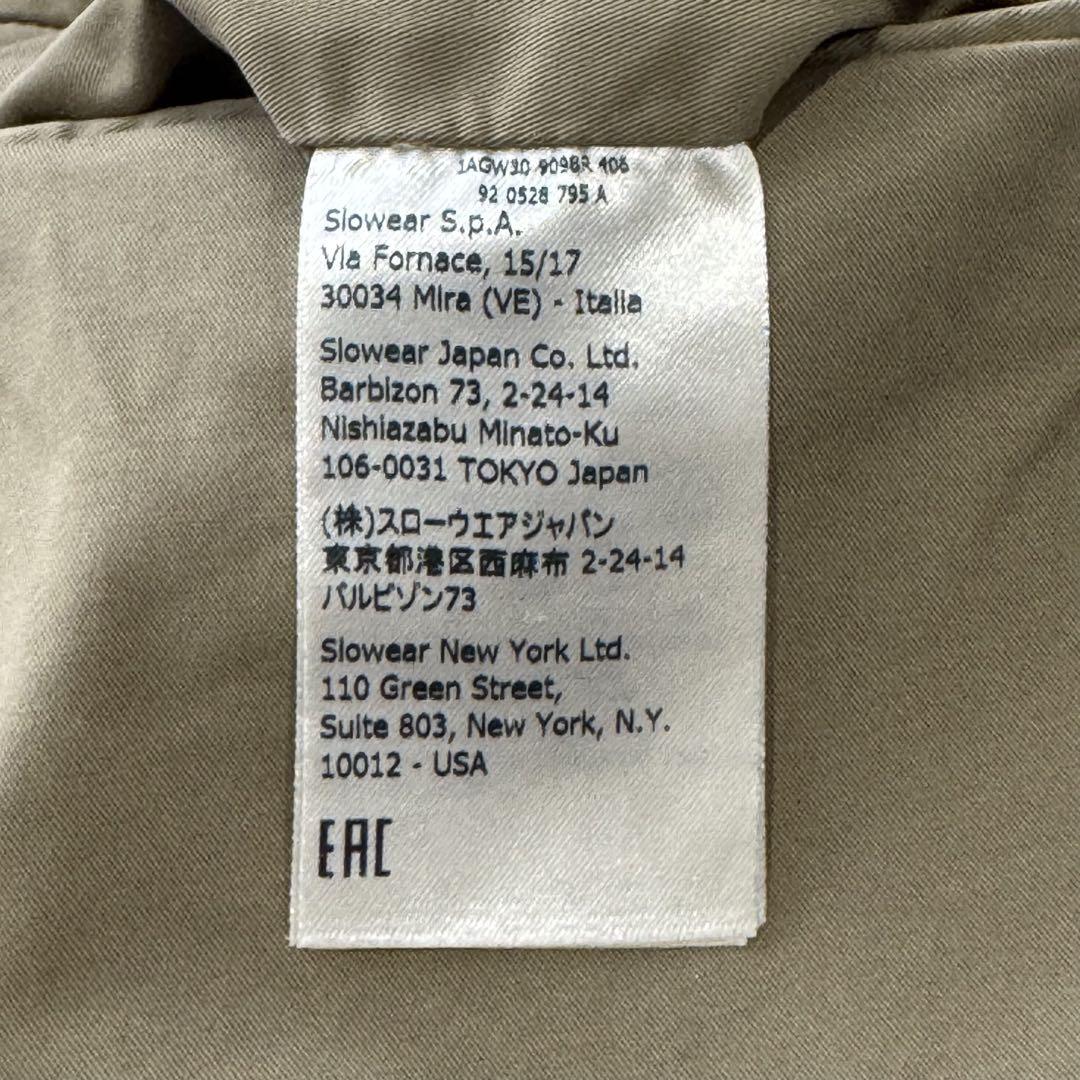 1AGW30 9098R 406
92 0528 795 A
Slowear S.p.A.
Via Fornace, 15/17
30034 Mira (VE) - Italia
Slowear Japan Co. Ltd.
Barbizon 73, 2-24-14
Nishiazabu Minato-Ku
106-0031 TOKYO Japan
(株)スローウエアジャパン
東京都港区西麻布 2-24-14
バルビゾン73
Slowear New York Ltd.
110 Green Street,
Suite 803, New York, N.Y.
10012 - USA
EAC